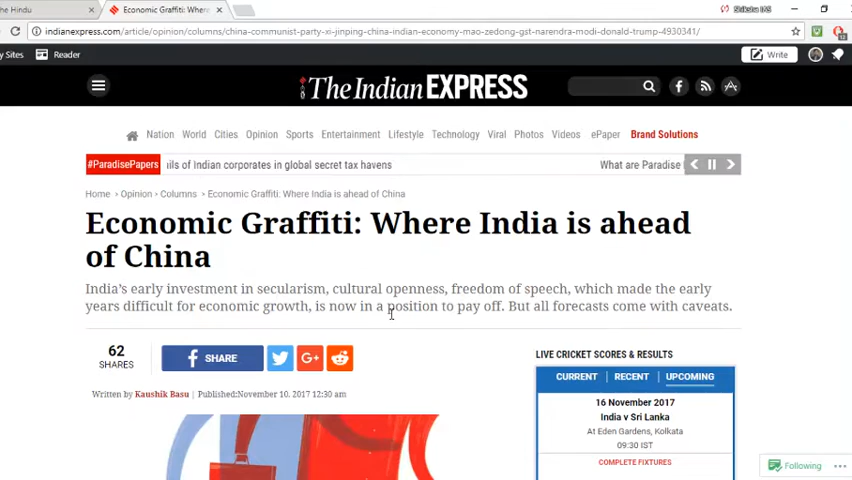 The Hindu
Economic Graffiti: Where
Shiksha IAS
indianexpress.com/article/opinion/columns/china-communist-party-xi-jinping-china-indian-economy-mao-zedong-gst-narendra-modi-donald-trump-4930341/
y Sites Reader
Write
The Indian EXPRESS
Nation World Cities Opinion Sports Entertainment Lifestyle Technology Viral Photos Videos ePaper Brand Solutions
#ParadisePapers ils of Indian corporates in global secret tax havens What are Paradise
Home > Opinion > Columns > Economic Graffiti: Where India is ahead of China
Economic Graffiti: Where India is ahead
of China
India's early investment in secularism, cultural openness, freedom of speech, which made the early
years difficult for economic growth, is now in a position to pay off. But all forecasts come with caveats.
62
SHARES
SHARE
G+
Written by Kaushik Basu | Published:November 10, 2017 12:30 am
LIVE CRICKET SCORES & RESULTS
CURRENT RECENT UPCOMING
16 November 2017
India v Sri Lanka
At Eden Gardens, Kolkata
09:30 IST
COMPLETE FIXTURES
Following